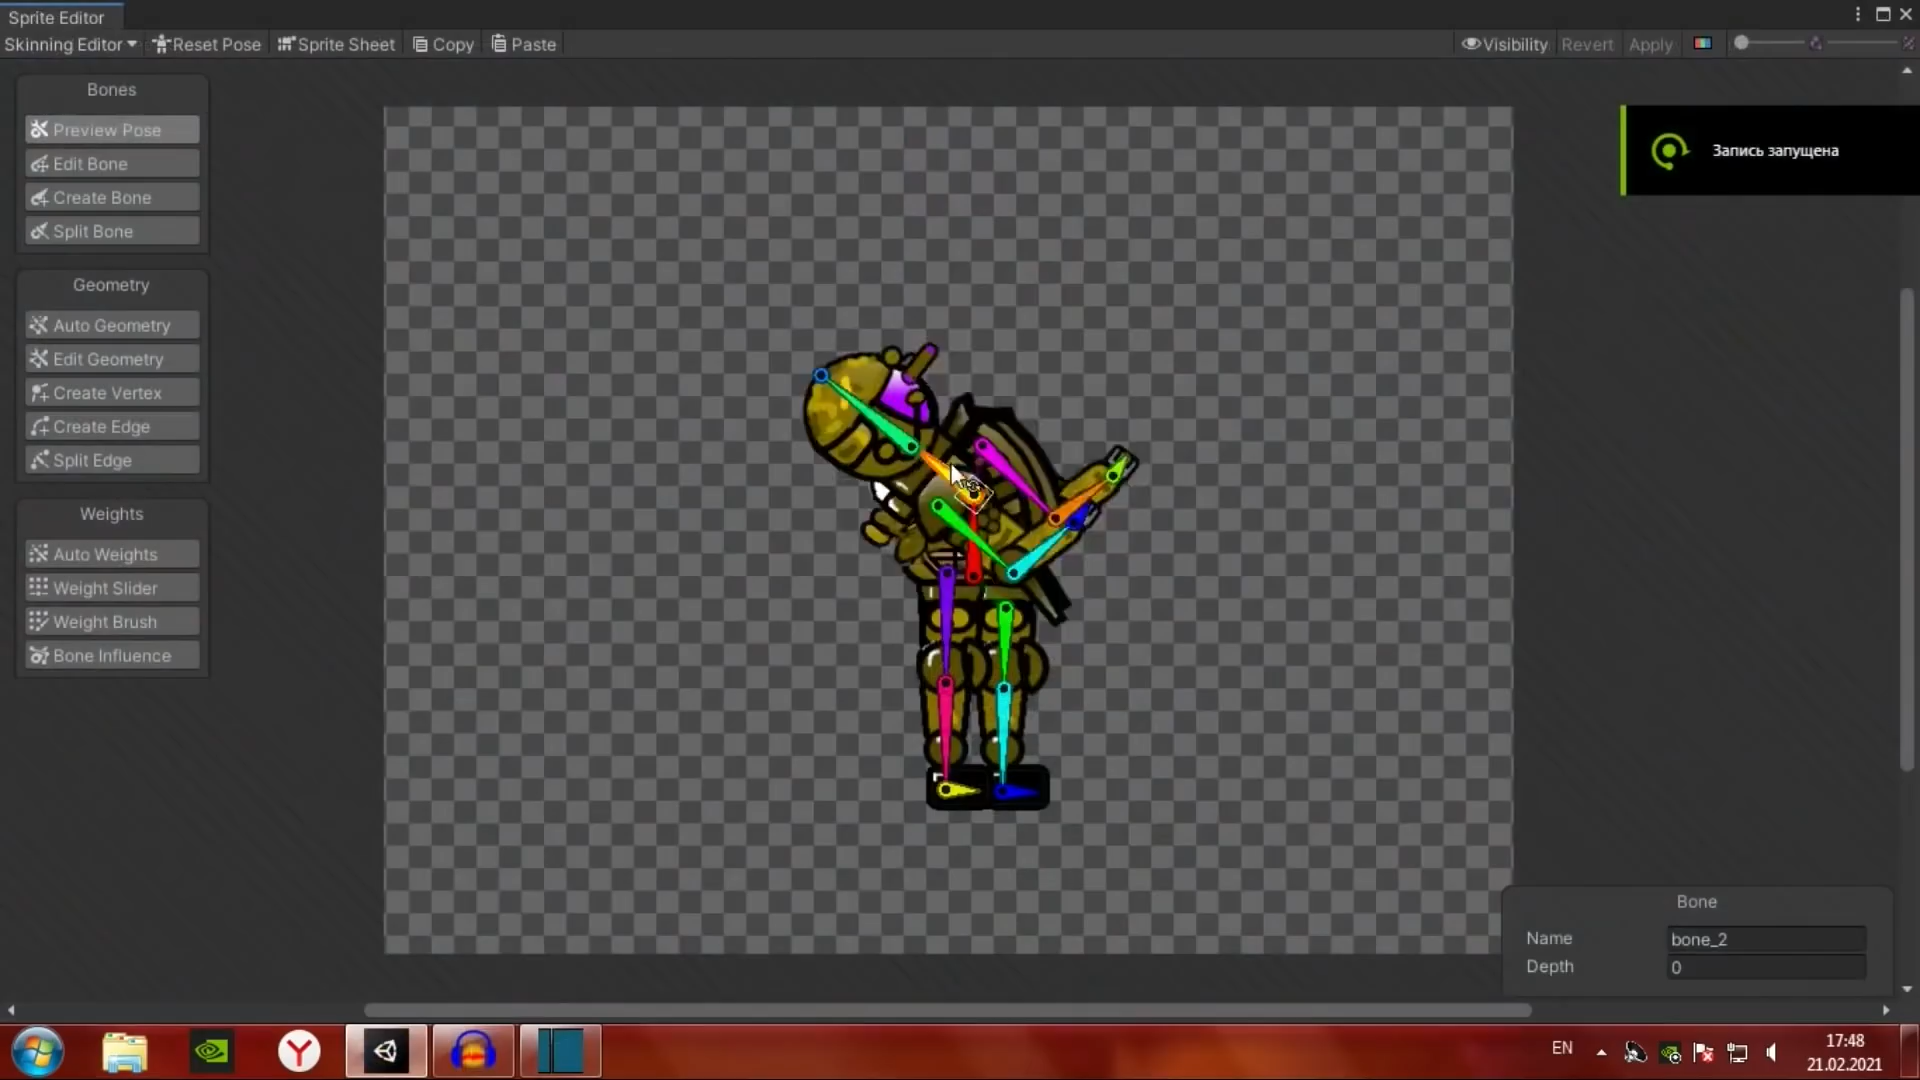 Sprite Editor
Skinning Editor Reset Pose Sprite Sheet Copy Paste Visibility Revert Apply
Bones
Preview Pose
Edit Bone
Create Bone
Split Bone
Geometry
Auto Geometry
Edit Geometry
Create Vertex
Create Edge
Split Edge
Weights
Auto Weights
Weight Slider
Weight Brush
Bone Influence
Запись запущена
Bone
Name bone_2
Depth 0
EN
17:48
21.02.2021